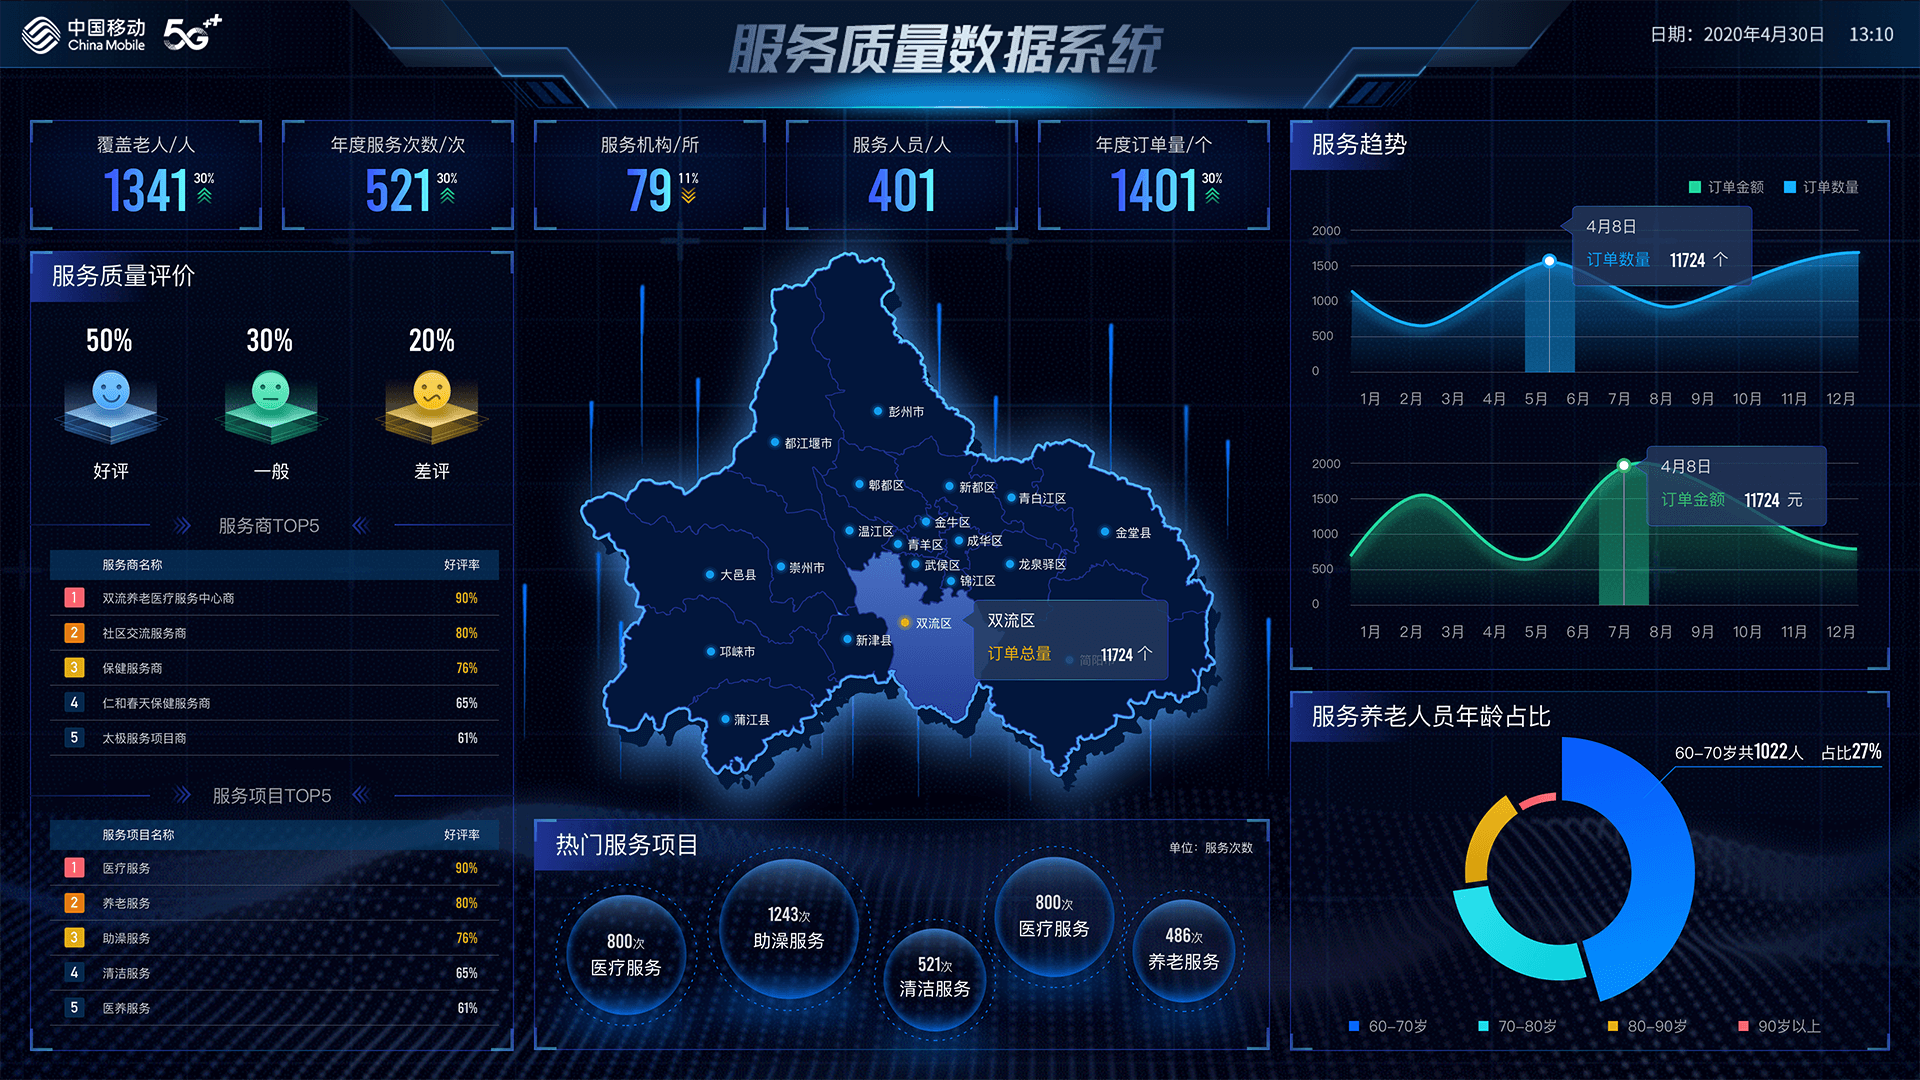 中国移动
China Mobile
5G++
服务质量数据系统
日期：2020年4月30日 13:10
覆盖老人/人
1341 30%
年度服务次数/次
521 30%
服务机构/所
79 11%
服务人员/人
401
年度订单量/个
1401 30%
服务质量评价
50% 30% 20%
好评 一般 差评
服务商TOP5
服务商名称 好评率
1 双流养老医疗服务中心商 90%
2 社区交流服务商 80%
3 保健服务商 76%
4 仁和春天保健服务商 65%
5 太极服务项目商 61%
服务项目TOP5
服务项目名称 好评率
1 医疗服务 90%
2 养老服务 80%
3 助澡服务 76%
4 清洁服务 65%
5 医养服务 61%
彭州市
都江堰市
郫都区
新都区
青白江区
金牛区
温江区
青羊区
成华区
金堂县
武侯区
龙泉驿区
崇州市
大邑县
锦江区
双流区
新津县
邛崃市
蒲江县
简阳市
双流区
订单总量 11724 个
热门服务项目
单位：服务次数
800次
医疗服务
1243次
助澡服务
521次
清洁服务
800次
医疗服务
486次
养老服务
服务趋势
订单金额 订单数量
2000
1500
1000
500
0
4月8日
订单数量 11724 个
1月 2月 3月 4月 5月 6月 7月 8月 9月 10月 11月 12月
2000
1500
1000
500
0
4月8日
订单金额 11724 元
1月 2月 3月 4月 5月 6月 7月 8月 9月 10月 11月 12月
服务养老人员年龄占比
60-70岁共1022人 占比27%
60-70岁 70-80岁 80-90岁 90岁以上